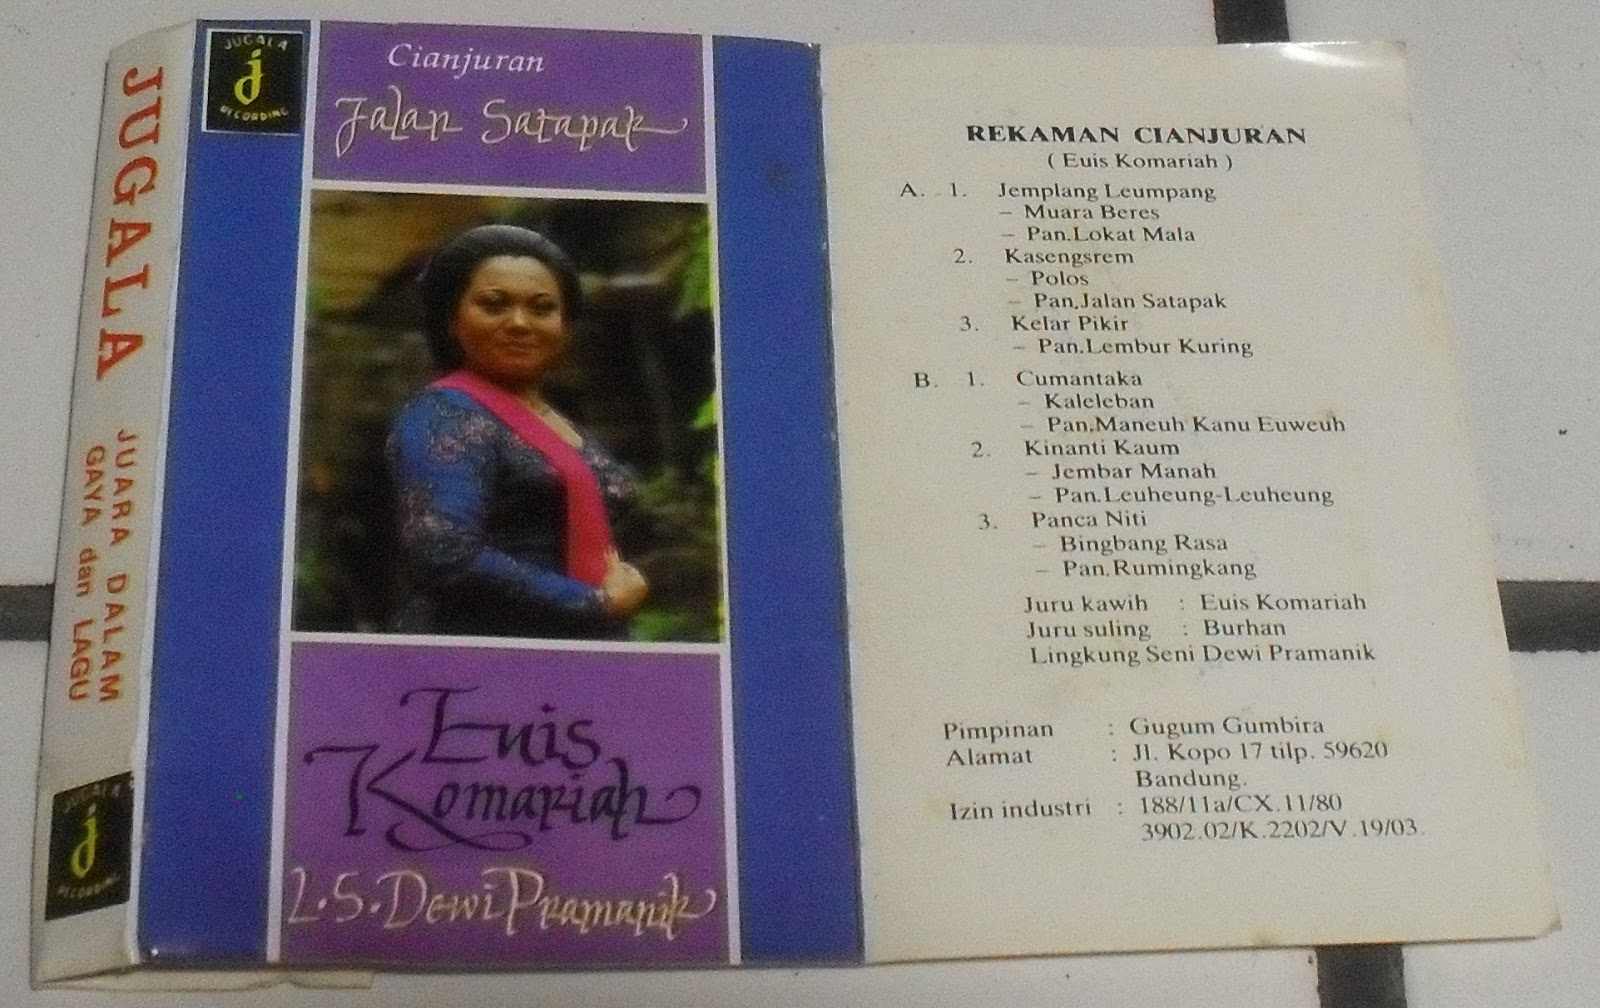 JUGALA
JUARA DALAM
GAYA dan LAGU
JUGALA
j
RECORDING
JUGALA
j
RECORDING
Cianjuran
Jalan Satapak
Euis
Komariah
L.S.Dewi Pramanik
REKAMAN CIANJURAN
( Euis Komariah )
A. 1. Jemplang Leumpang
– Muara Beres
– Pan.Lokat Mala
2. Kasengsrem
– Polos
– Pan.Jalan Satapak
3. Kelar Pikir
– Pan.Lembur Kuring
B. 1. Cumantaka
– Kaleleban
– Pan.Maneuh Kanu Euweuh
2. Kinanti Kaum
– Jembar Manah
– Pan.Leuheung-Leuheung
3. Panca Niti
– Bingbang Rasa
– Pan.Rumingkang
Juru kawih : Euis Komariah
Juru suling : Burhan
Lingkung Seni Dewi Pramanik
Pimpinan : Gugum Gumbira
Alamat : Jl. Kopo 17 tilp. 59620
Bandung.
Izin industri : 188/11a/CX.11/80
3902.02/K.2202/V.19/03.